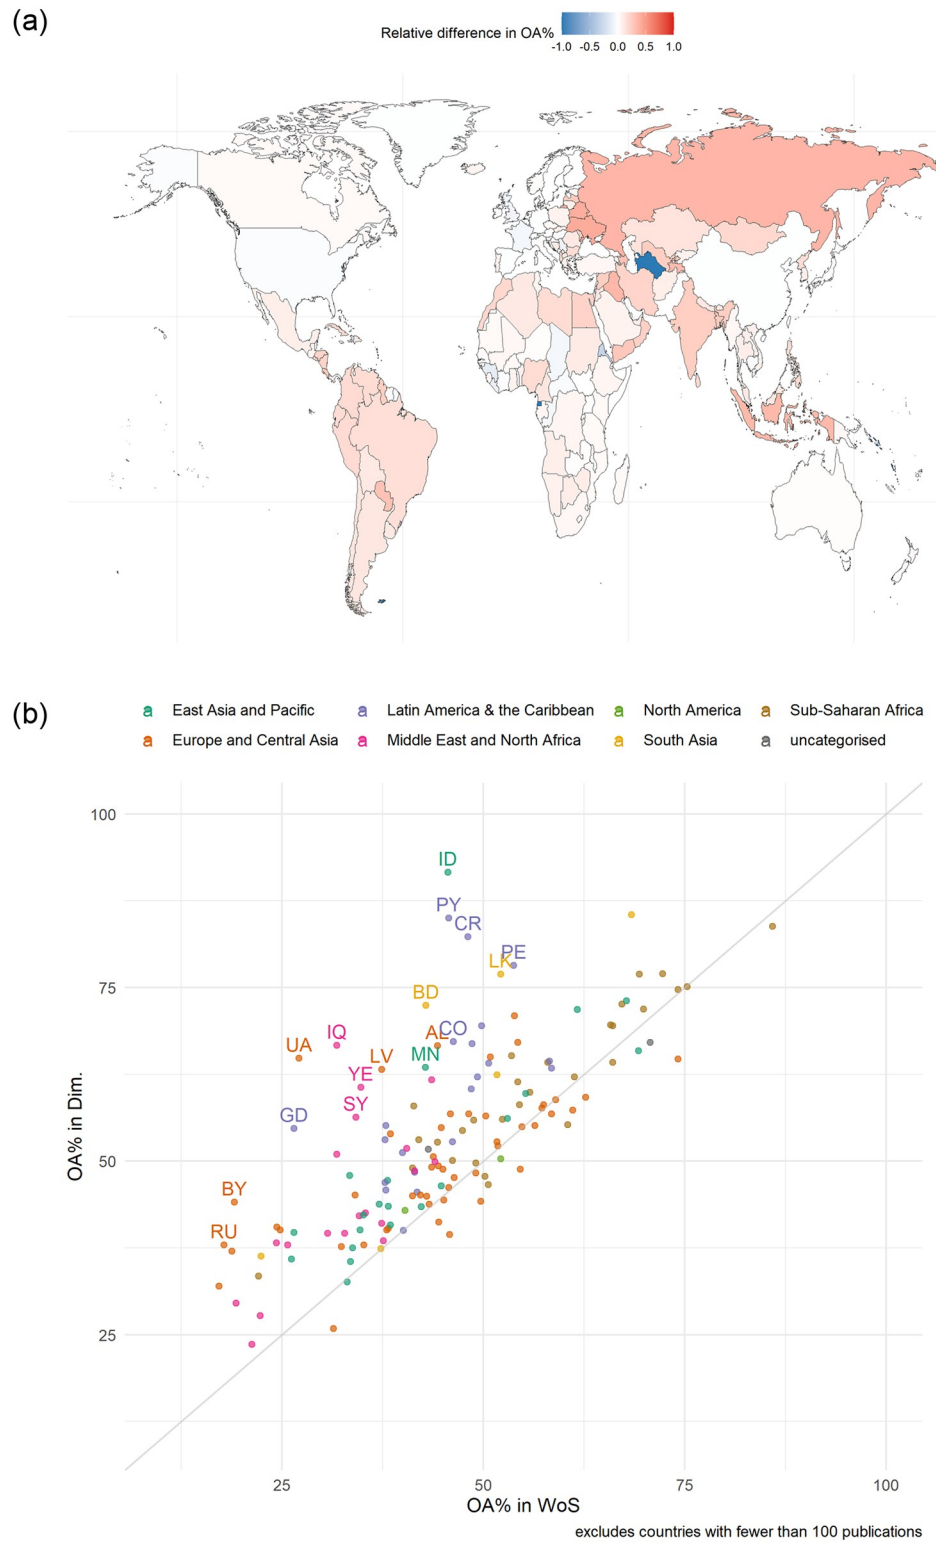 (a)
Relative difference in OA%
-1.0 -0.5 0.0 0.5 1.0
(b)
a East Asia and Pacific a Latin America & the Caribbean a North America a Sub-Saharan Africa
a Europe and Central Asia a Middle East and North Africa a South Asia a uncategorised
100
ID
PY
CR
PE
LK
75
BD
CO
AL
IQ
UA
MN
LV
YE
SY
GD
50
BY
RU
25
OA% in Dim.
25 50 75 100
OA% in WoS
excludes countries with fewer than 100 publications